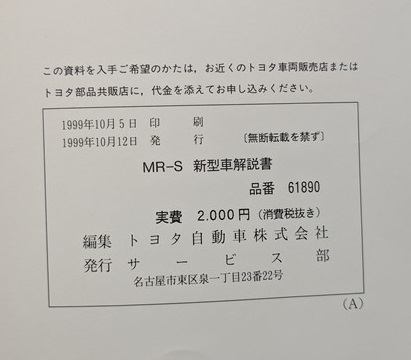 この資料を入手ご希望のかたは，お近くのトヨタ車両販売店または
トヨタ部品共販店に，代金を添えてお申し込みください。
1999年10月5日 印 刷
1999年10月12日 発 行 〔無断転載を禁ず〕
MR-S 新型車解説書
品番 61890
実費 2.000円（消費税抜き）
編集 トヨタ自動車株式会社
発行 サービス部
名古屋市東区泉一丁目23番22号
(A)